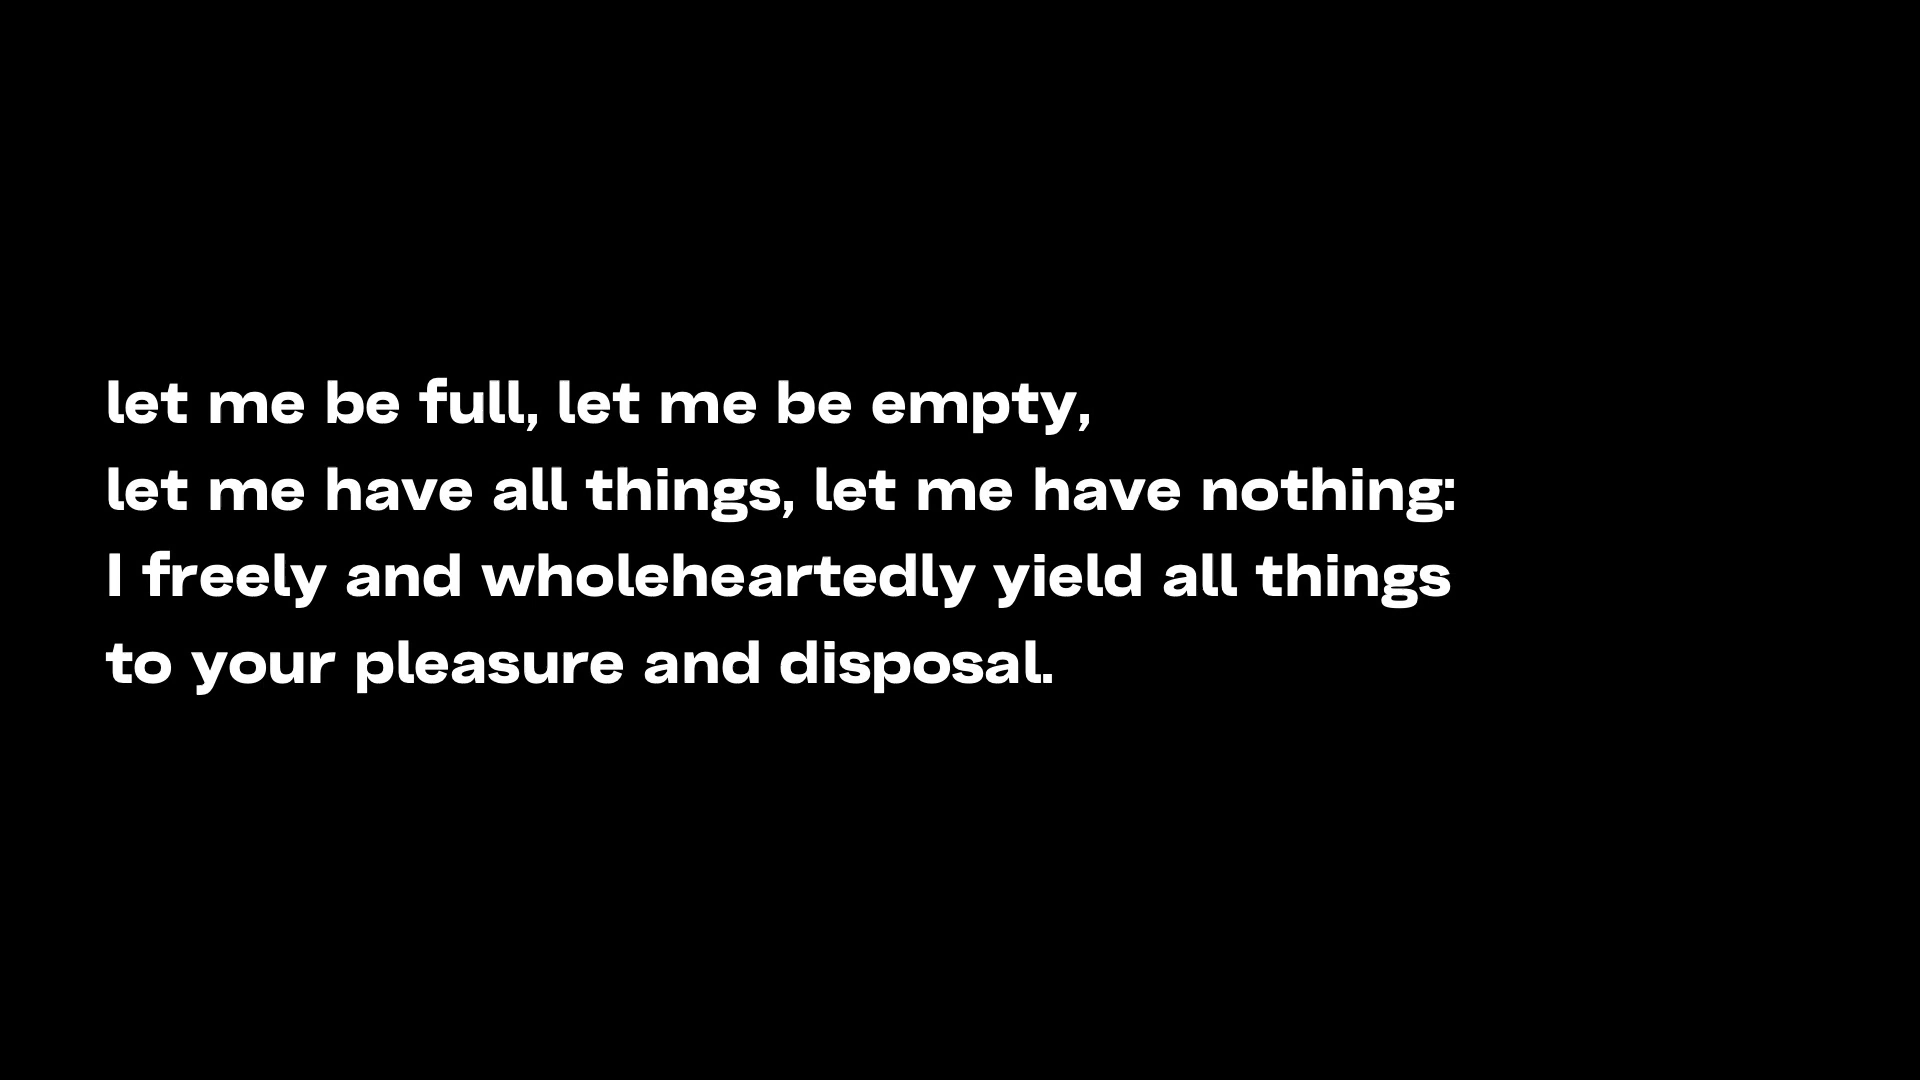 let me be full, let me be empty,
let me have all things, let me have nothing:
I freely and wholeheartedly yield all things
to your pleasure and disposal.